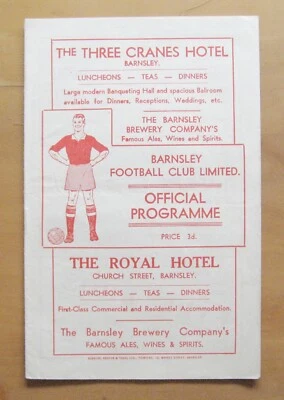 THE THREE CRANES HOTEL
BARNSLEY.
LUNCHEONS — TEAS — DINNERS
Large modern Banqueting Hall and spacious Balroom
available for Dinners, Receptions, Weddings, etc.
THE BARNSLEY
BREWERY COMPANY'S
Famous Ales, Wines and Spirits.
BARNSLEY
FOOTBALL CLUB LIMITED.
OFFICIAL
PROGRAMME
PRICE 3d.
THE ROYAL HOTEL
CHURCH STREET, BARNSLEY.
LUNCHEONS — TEAS — DINNERS
First-Class Commercial and Residential Accommodation.
The Barnsley Brewery Company's
FAMOUS ALES, WINES & SPIRITS.